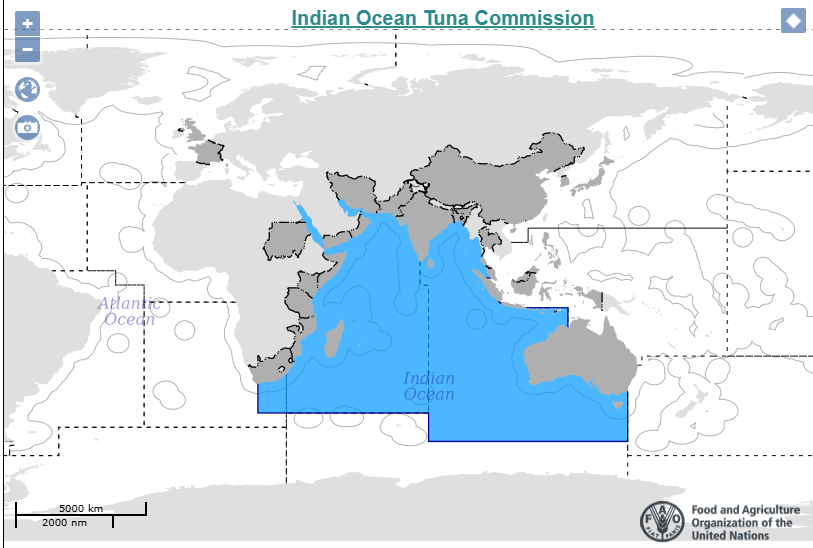 Indian Ocean Tuna Commission
+
−
Atlantic
Ocean
Indian
Ocean
5000 km
2000 nm
F A O
FIAT PANIS
Food and Agriculture
Organization of the
United Nations